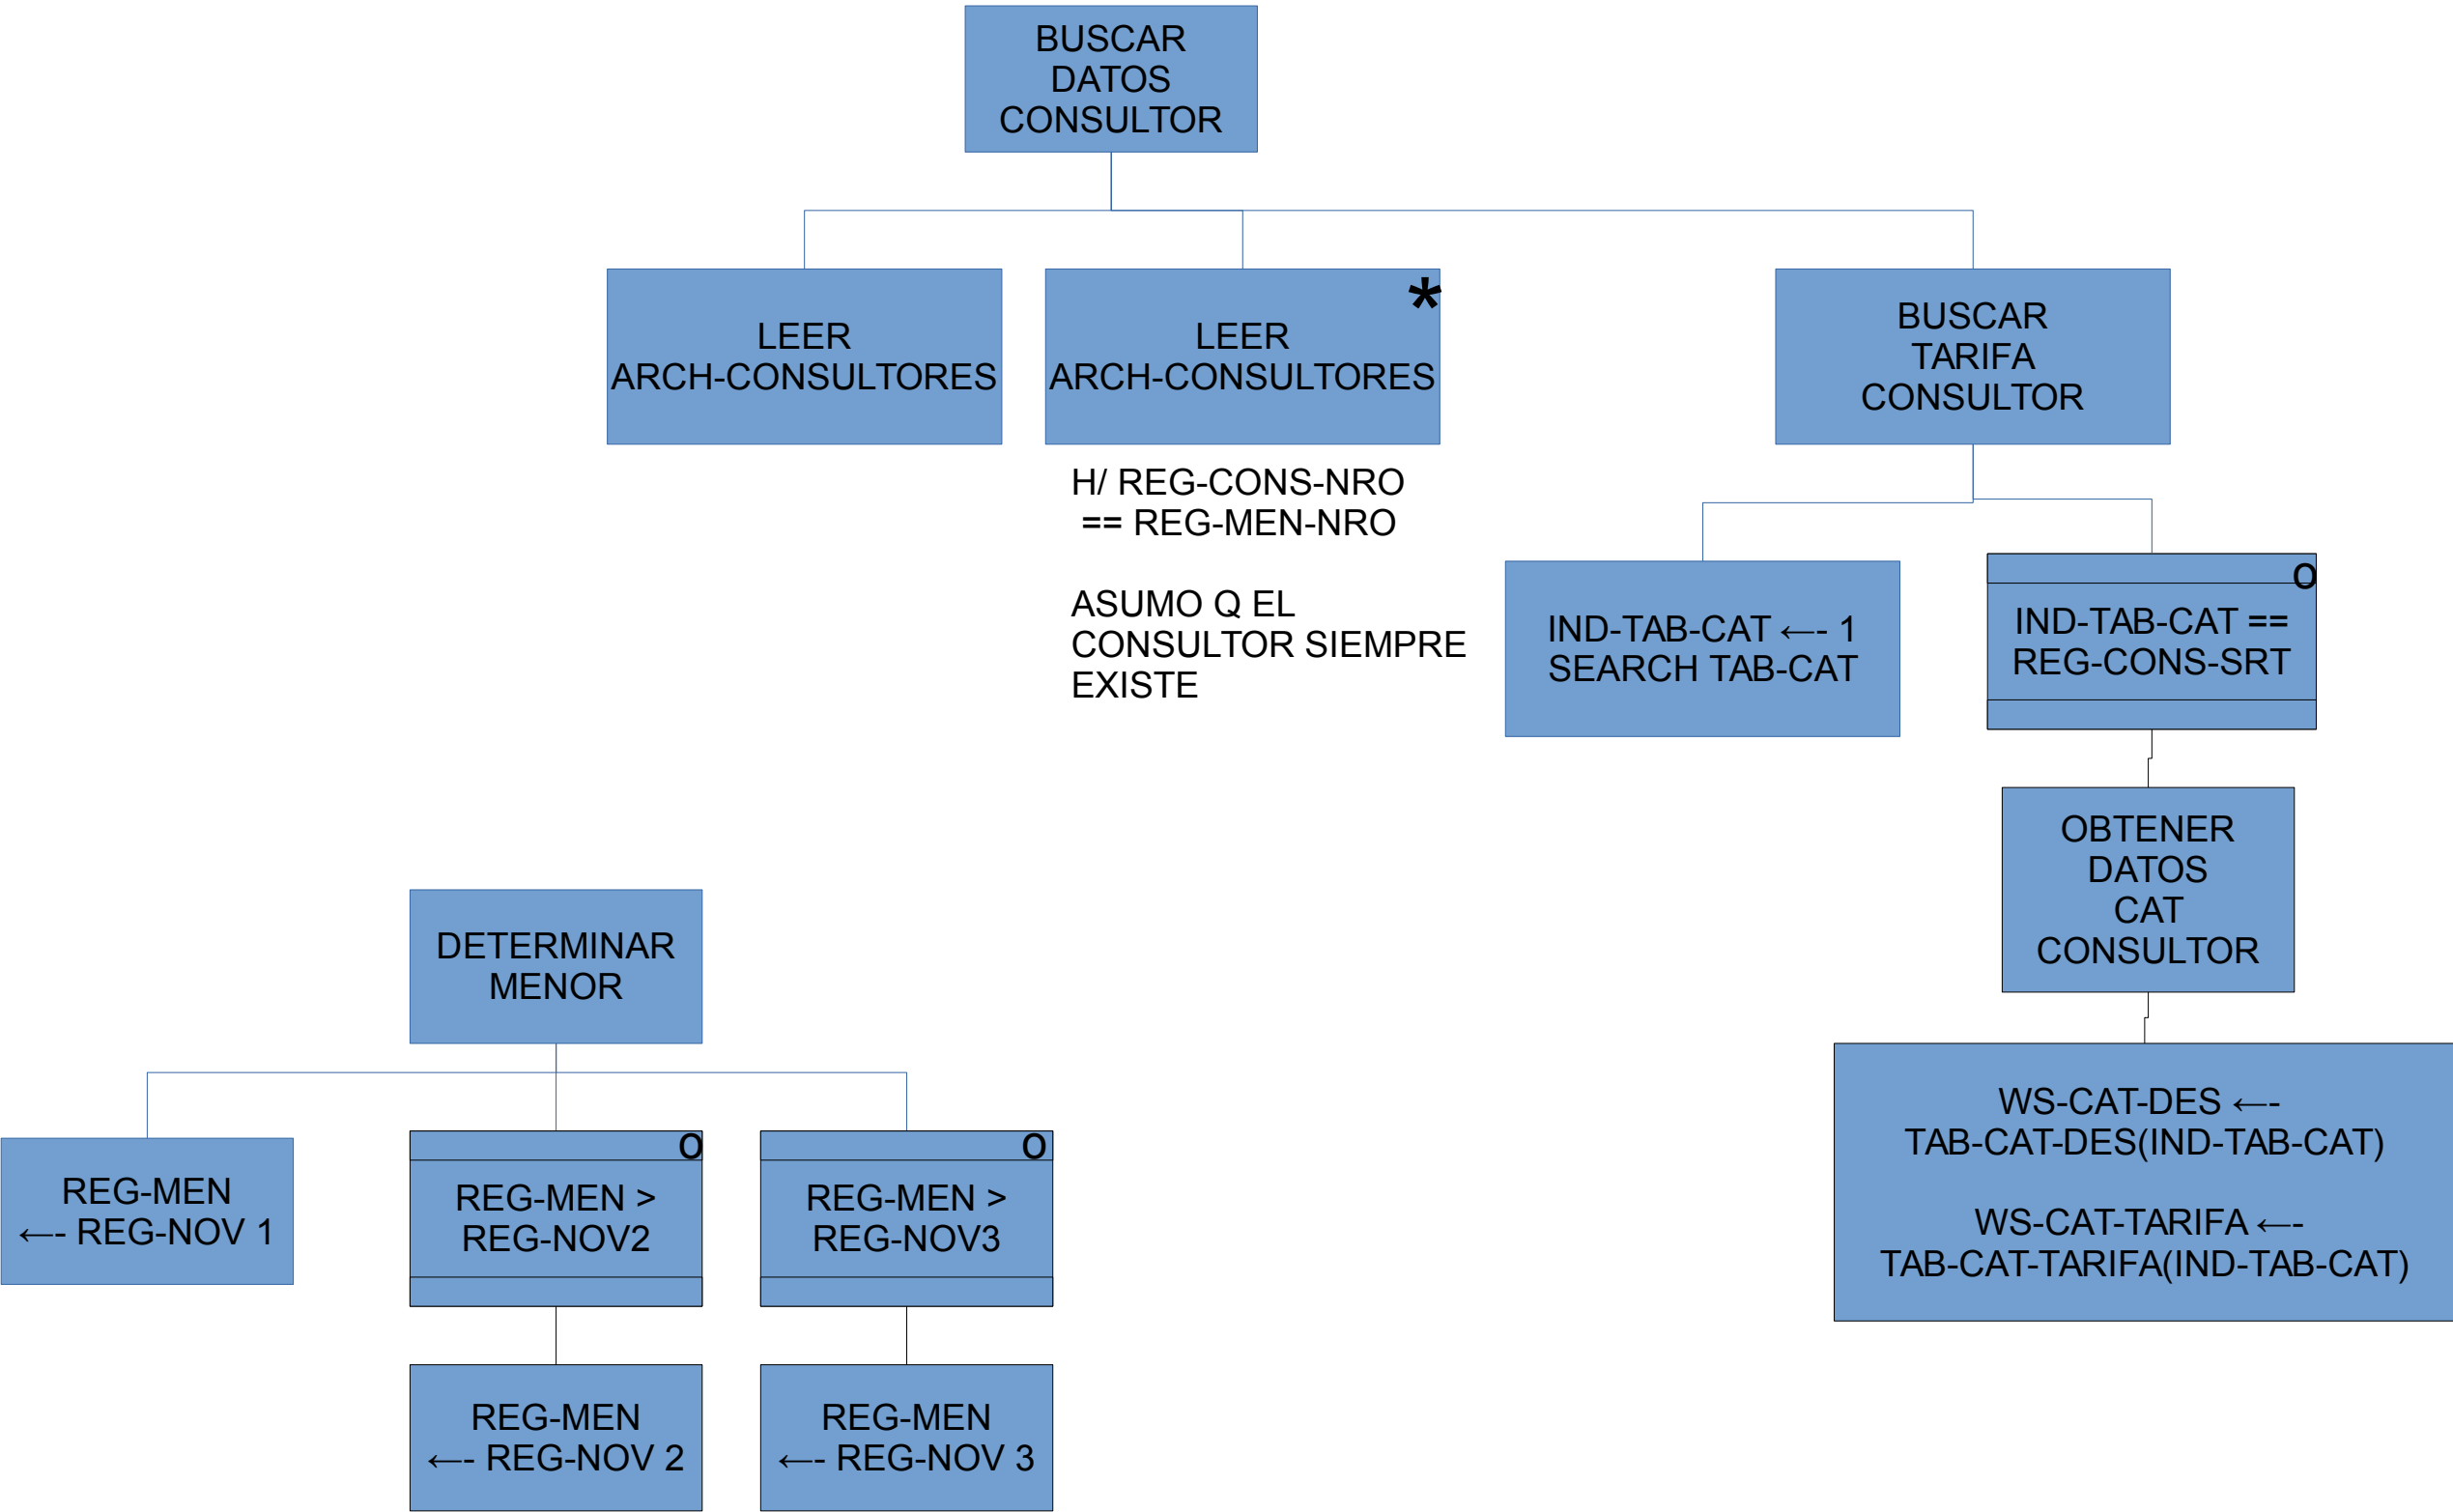 BUSCAR
DATOS
CONSULTOR
LEER
ARCH-CONSULTORES
*
LEER
ARCH-CONSULTORES
BUSCAR
TARIFA
CONSULTOR
H/ REG-CONS-NRO
== REG-MEN-NRO
ASUMO Q EL
CONSULTOR SIEMPRE
EXISTE
IND-TAB-CAT ←- 1
SEARCH TAB-CAT
o
IND-TAB-CAT ==
REG-CONS-SRT
OBTENER
DATOS
CAT
CONSULTOR
WS-CAT-DES ←-
TAB-CAT-DES(IND-TAB-CAT)
WS-CAT-TARIFA ←-
TAB-CAT-TARIFA(IND-TAB-CAT)
DETERMINAR
MENOR
REG-MEN
←- REG-NOV 1
o
REG-MEN >
REG-NOV2
o
REG-MEN >
REG-NOV3
REG-MEN
←- REG-NOV 2
REG-MEN
←- REG-NOV 3